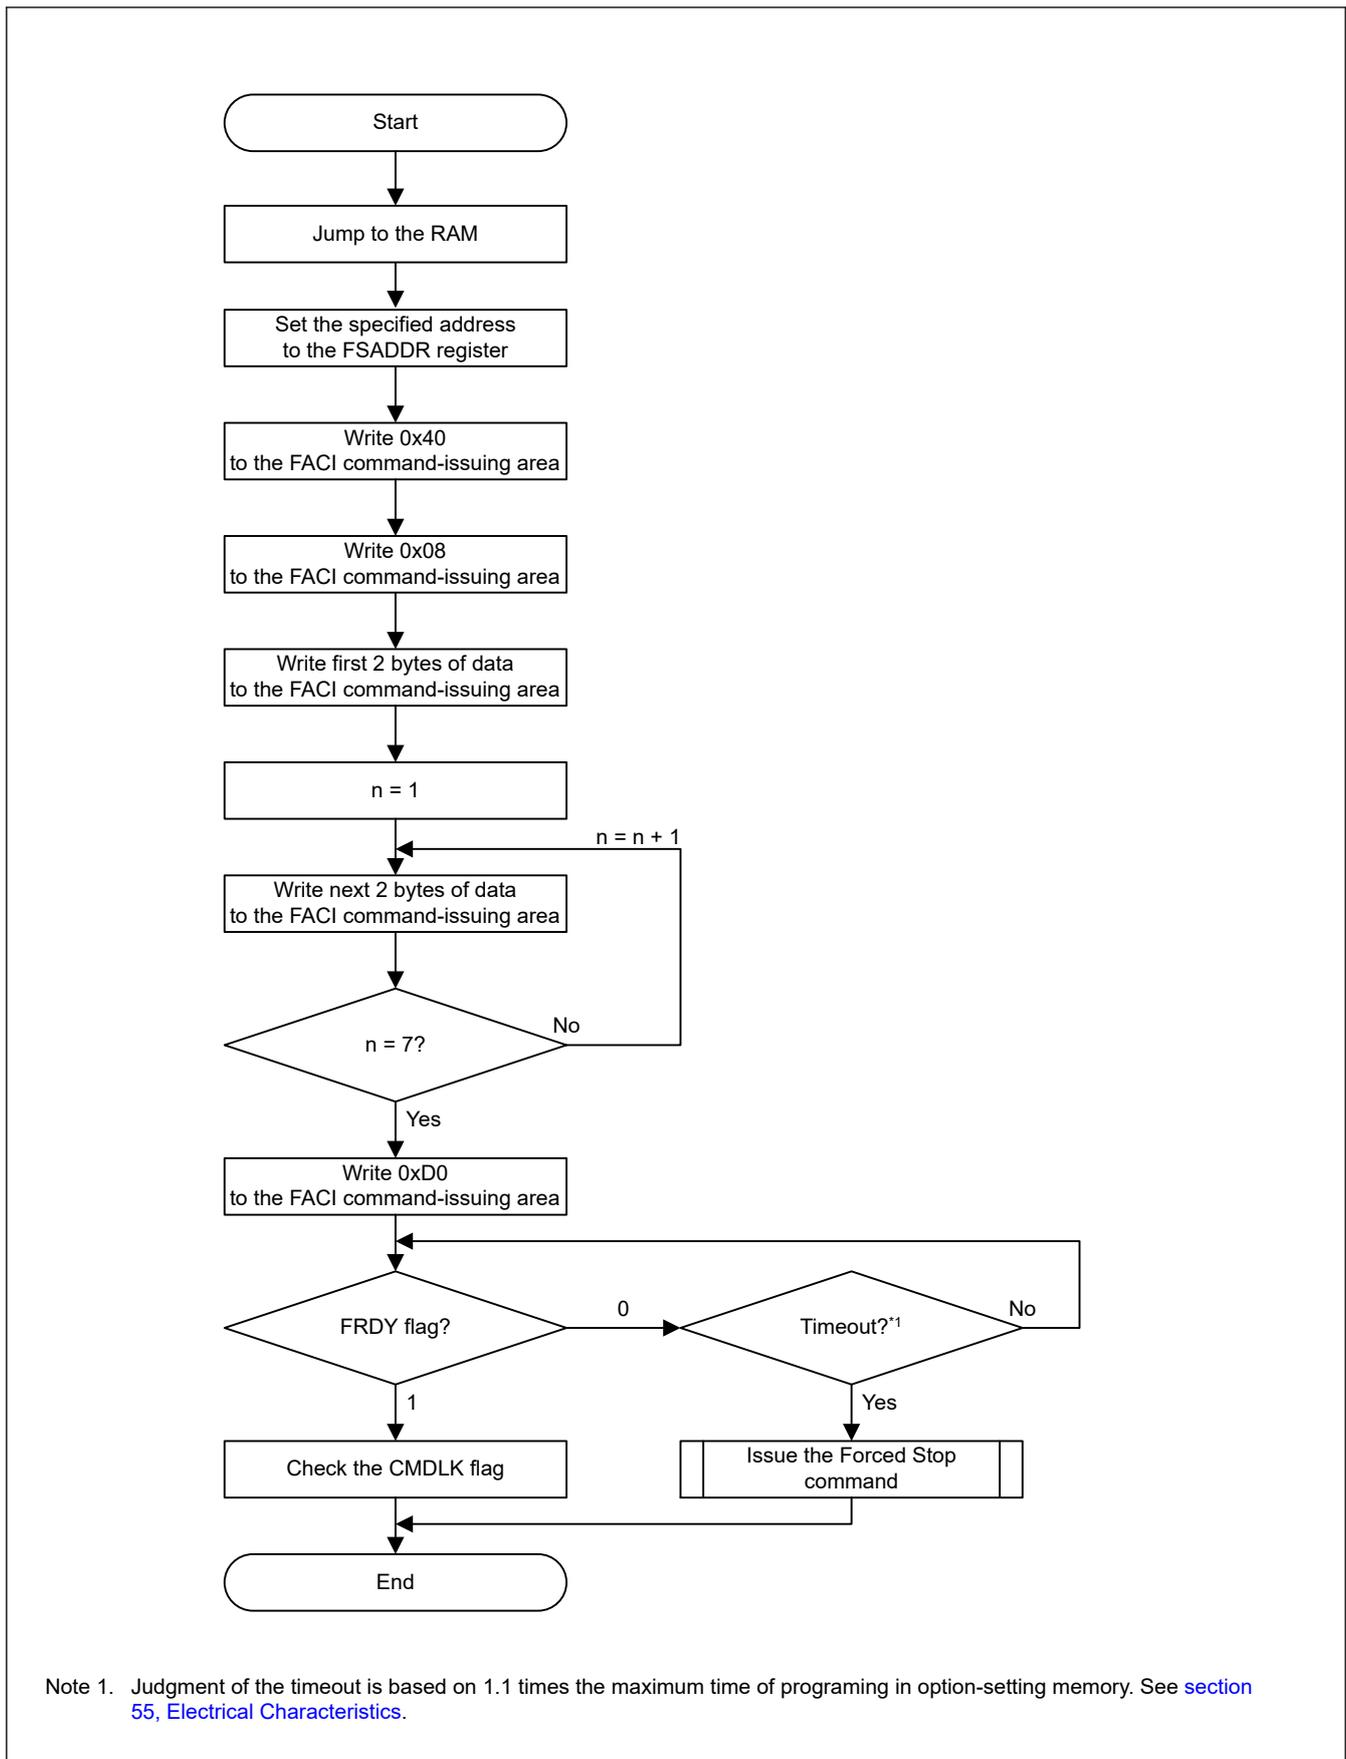 Start
Jump to the RAM
Set the specified address
to the FSADDR register
Write 0x40
to the FACI command-issuing area
Write 0x08
to the FACI command-issuing area
Write first 2 bytes of data
to the FACI command-issuing area
n = 1
n = n + 1
Write next 2 bytes of data
to the FACI command-issuing area
n = 7?
No
Yes
Write 0xD0
to the FACI command-issuing area
FRDY flag?
0
Timeout?*1
No
1
Yes
Check the CMDLK flag
Issue the Forced Stop
command
End
Note 1. Judgment of the timeout is based on 1.1 times the maximum time of programing in option-setting memory. See section
55, Electrical Characteristics.